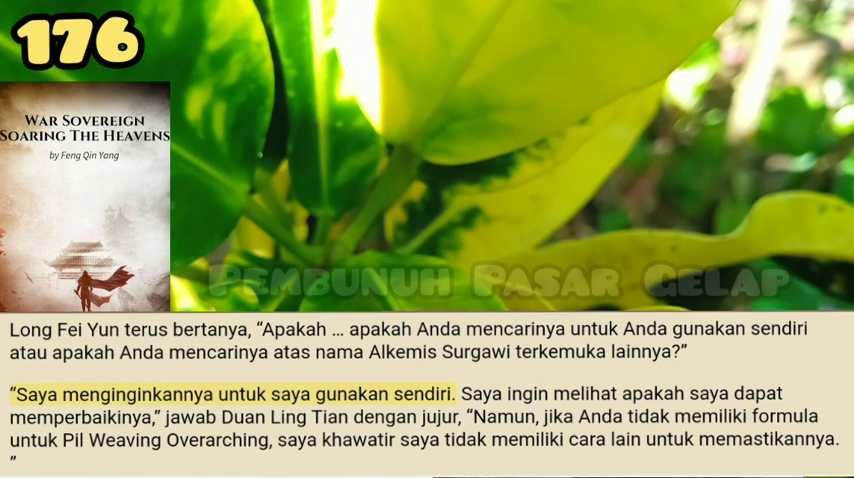 176
WAR SOVEREIGN
SOARING THE HEAVENS
by Feng Qin Yang
PEMBUNUH PASAR GELAP
Long Fei Yun terus bertanya, “Apakah ... apakah Anda mencarinya untuk Anda gunakan sendiri
atau apakah Anda mencarinya atas nama Alkemis Surgawi terkemuka lainnya?”
“Saya menginginkannya untuk saya gunakan sendiri. Saya ingin melihat apakah saya dapat
memperbaikinya,” jawab Duan Ling Tian dengan jujur, “Namun, jika Anda tidak memiliki formula
untuk Pil Weaving Overarching, saya khawatir saya tidak memiliki cara lain untuk memastikannya.
”